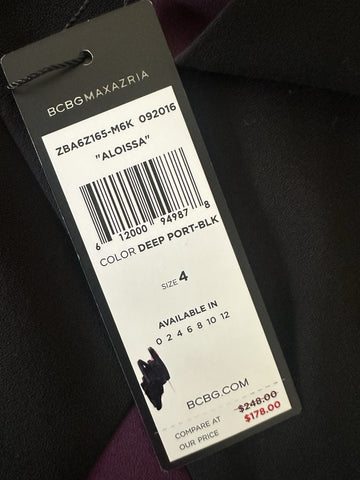 BCBGMAXAZRIA
ZBA6Z165-M6K 092016
"ALOISSA"
6 12000 94987 8
COLOR DEEP PORT-BLK
SIZE 4
AVAILABLE IN
0 2 4 6 8 10 12
BCBG.COM
COMPARE AT $248.00
OUR PRICE $178.00